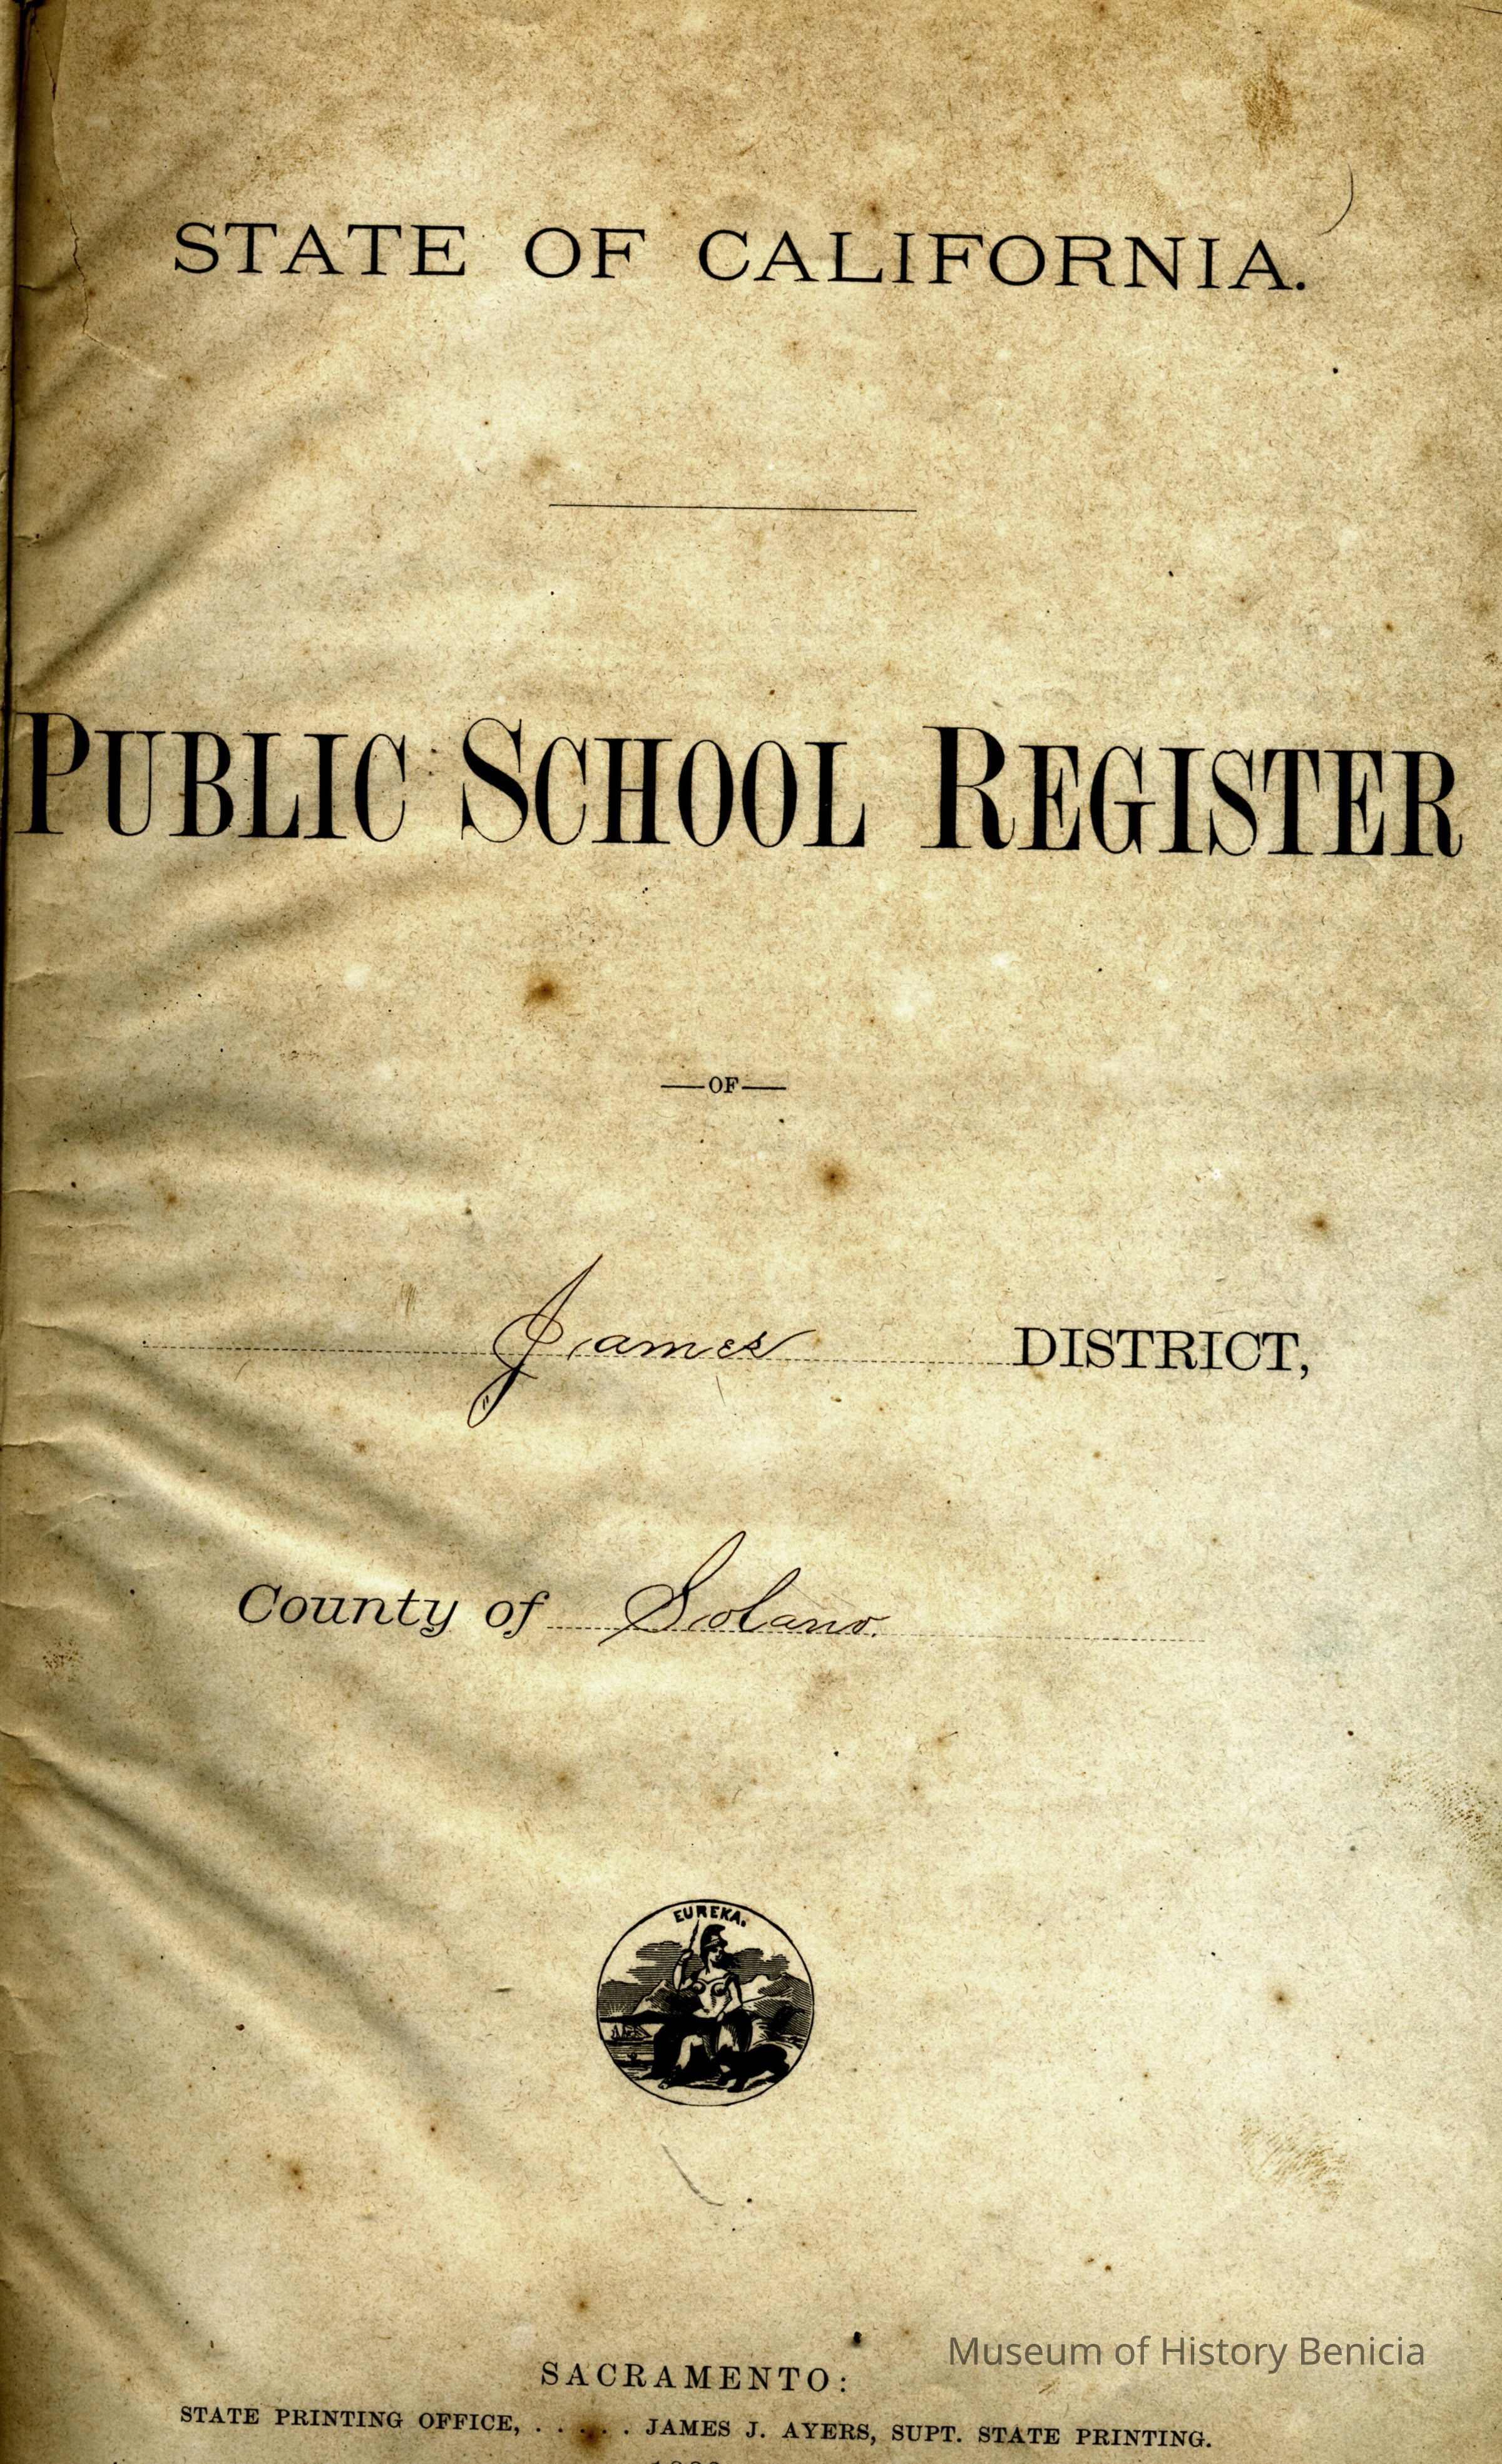 STATE OF CALIFORNIA.
PUBLIC SCHOOL REGISTER
—OF—
James DISTRICT,
County of Solano.
EUREKA.
Museum of History Benicia
SACRAMENTO:
STATE PRINTING OFFICE, . . . . . JAMES J. AYERS, SUPT. STATE PRINTING.